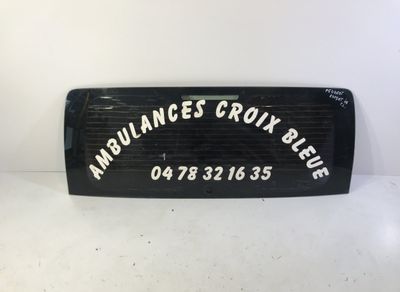 AMBULANCES CROIX BLEUE
04 78 32 16 35